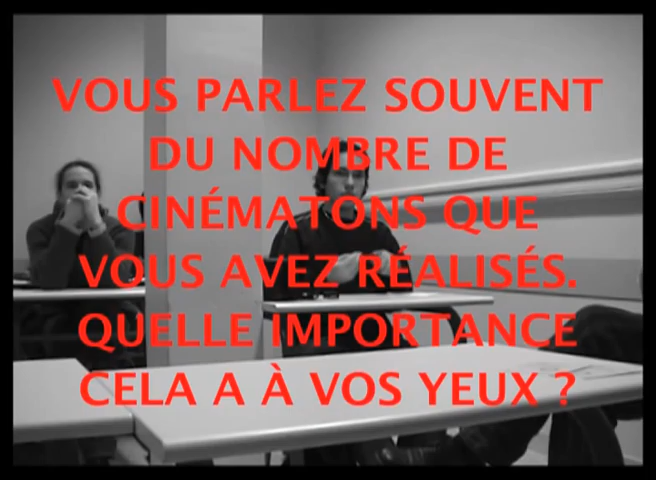 VOUS PARLEZ SOUVENT
DU NOMBRE DE
CINÉMATONS QUE
VOUS AVEZ RÉALISÉS.
QUELLE IMPORTANCE
CELA A À VOS YEUX ?